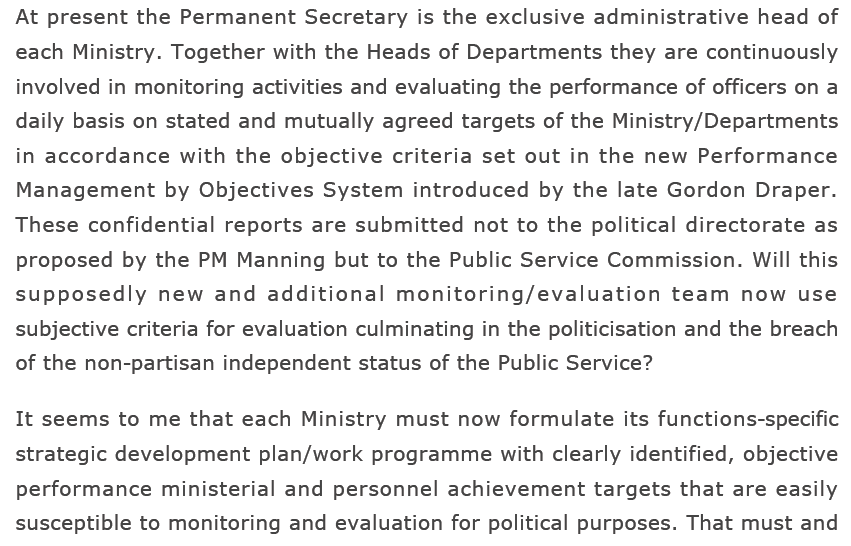 At present the Permanent Secretary is the exclusive administrative head of
each Ministry. Together with the Heads of Departments they are continuously
involved in monitoring activities and evaluating the performance of officers on a
daily basis on stated and mutually agreed targets of the Ministry/Departments
in accordance with the objective criteria set out in the new Performance
Management by Objectives System introduced by the late Gordon Draper.
These confidential reports are submitted not to the political directorate as
proposed by the PM Manning but to the Public Service Commission. Will this
supposedly new and additional monitoring/evaluation team now use
subjective criteria for evaluation culminating in the politicisation and the breach
of the non-partisan independent status of the Public Service?
It seems to me that each Ministry must now formulate its functions-specific
strategic development plan/work programme with clearly identified, objective
performance ministerial and personnel achievement targets that are easily
susceptible to monitoring and evaluation for political purposes. That must and